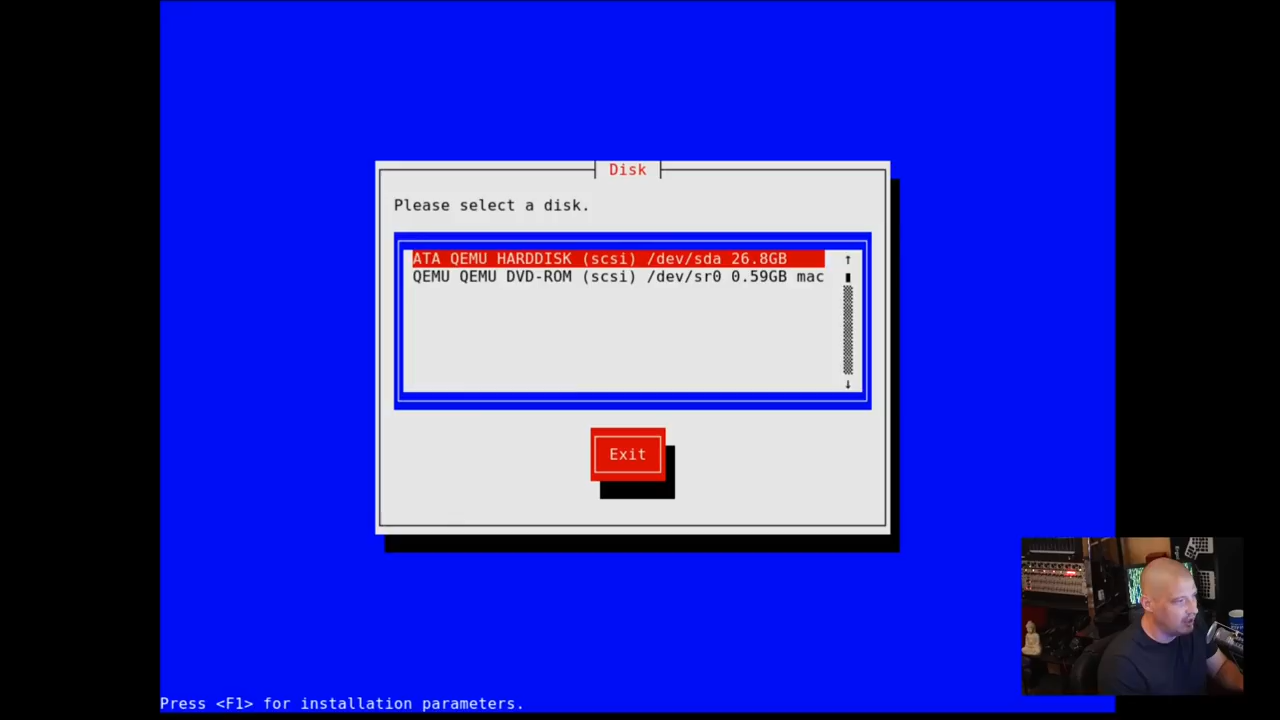 Disk
Please select a disk.
ATA QEMU HARDDISK (scsi) /dev/sda 26.8GB
QEMU QEMU DVD-ROM (scsi) /dev/sr0 0.59GB mac
Exit
Press <F1> for installation parameters.